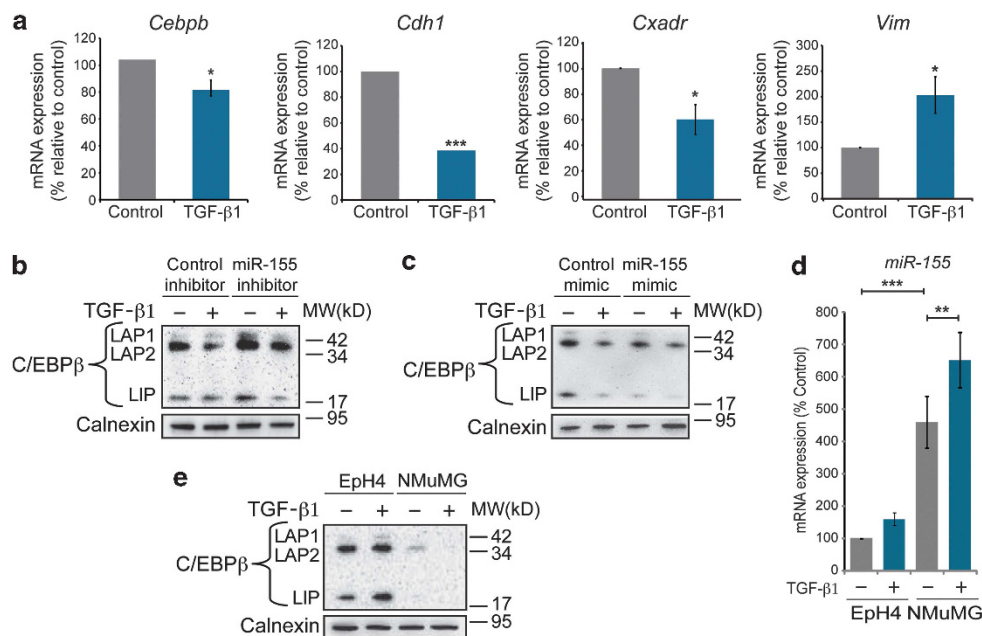 a
Cebpb
mRNA expression
(% relative to control)
120
100
80
60
40
20
0
*
Control
TGF-β1
Cdh1
mRNA expression
(% relative to control)
120
100
80
60
40
20
0
***
Control
TGF-β1
Cxadr
mRNA expression
(% relative to control)
140
120
100
80
60
40
20
0
*
Control
TGF-β1
Vim
mRNA expression
(% relative to control)
300
250
200
150
100
50
0
*
Control
TGF-β1
b
Control inhibitor
miR-155 inhibitor
TGF-β1 – + – + MW(kD)
C/EBPβ
LAP1
LAP2
LIP
42
34
17
Calnexin
95
c
Control mimic
miR-155 mimic
TGF-β1 – + – + MW(kD)
C/EBPβ
LAP1
LAP2
LIP
42
34
17
Calnexin
95
d
miR-155
***
**
mRNA expression (% Control)
800
700
600
500
400
300
200
100
0
TGF-β1 – + – +
EpH4 NMuMG
e
EpH4 NMuMG
TGF-β1 – + – + MW(kD)
C/EBPβ
LAP1
LAP2
LIP
42
34
17
Calnexin
95